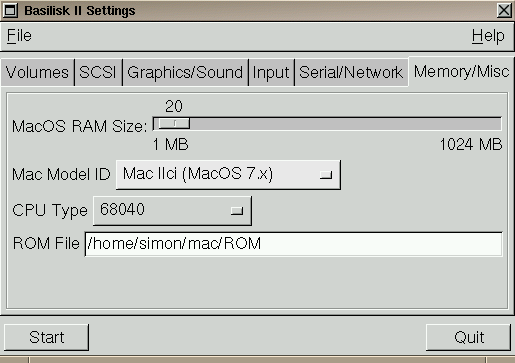 Basilisk II Settings
File Help
Volumes SCSI Graphics/Sound Input Serial/Network Memory/Misc
20
MacOS RAM Size:
1 MB 1024 MB
Mac Model ID Mac IIci (MacOS 7.x)
CPU Type 68040
ROM File /home/simon/mac/ROM
Start Quit